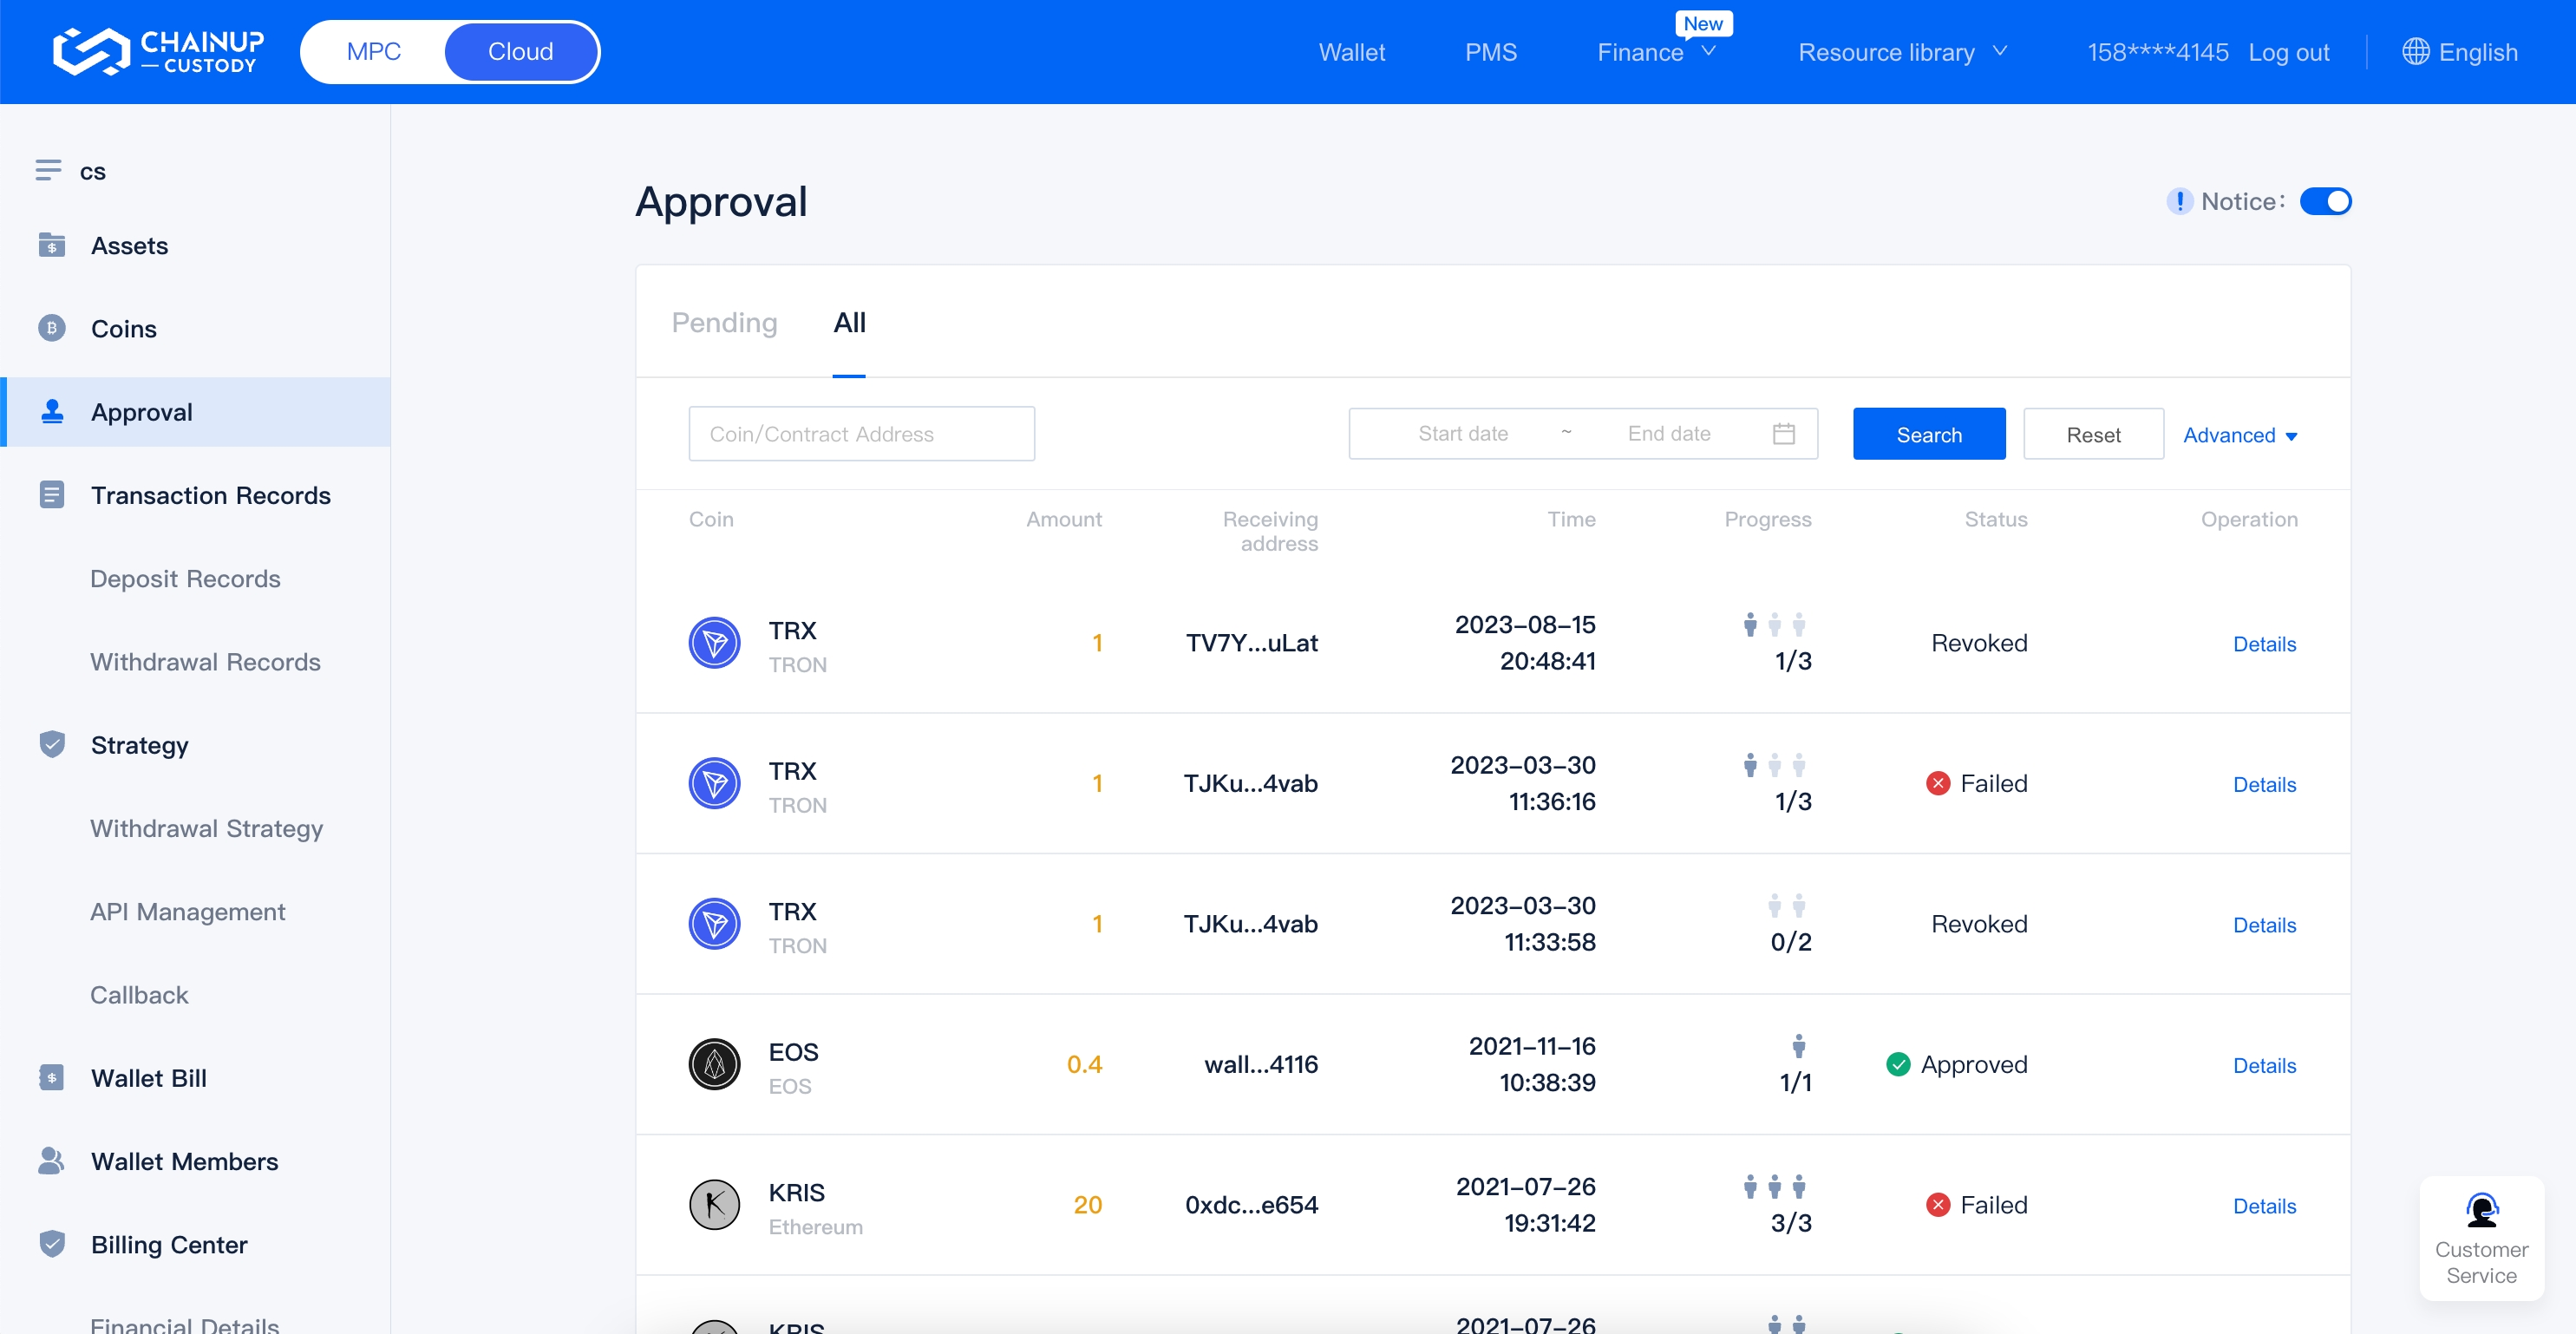 CHAINUP
CUSTODY
MPC
Cloud
Wallet
PMS
Finance
New
Resource library
158****4145
Log out
English
cs
Assets
Coins
Approval
Transaction Records
Deposit Records
Withdrawal Records
Strategy
Withdrawal Strategy
API Management
Callback
Wallet Bill
Wallet Members
Billing Center
Financial Details
Approval
Notice:
Pending
All
Coin/Contract Address
Start date
~
End date
Search
Reset
Advanced
Coin
Amount
Receiving
address
Time
Progress
Status
Operation
TRX
TRON
1
TV7Y...uLat
2023-08-15
20:48:41
1/3
Revoked
Details
TRX
TRON
1
TJKu...4vab
2023-03-30
11:36:16
1/3
Failed
Details
TRX
TRON
1
TJKu...4vab
2023-03-30
11:33:58
0/2
Revoked
Details
EOS
EOS
0.4
wall...4116
2021-11-16
10:38:39
1/1
Approved
Details
KRIS
Ethereum
20
0xdc...e654
2021-07-26
19:31:42
3/3
Failed
Details
KRIS
2021-07-26
Customer
Service